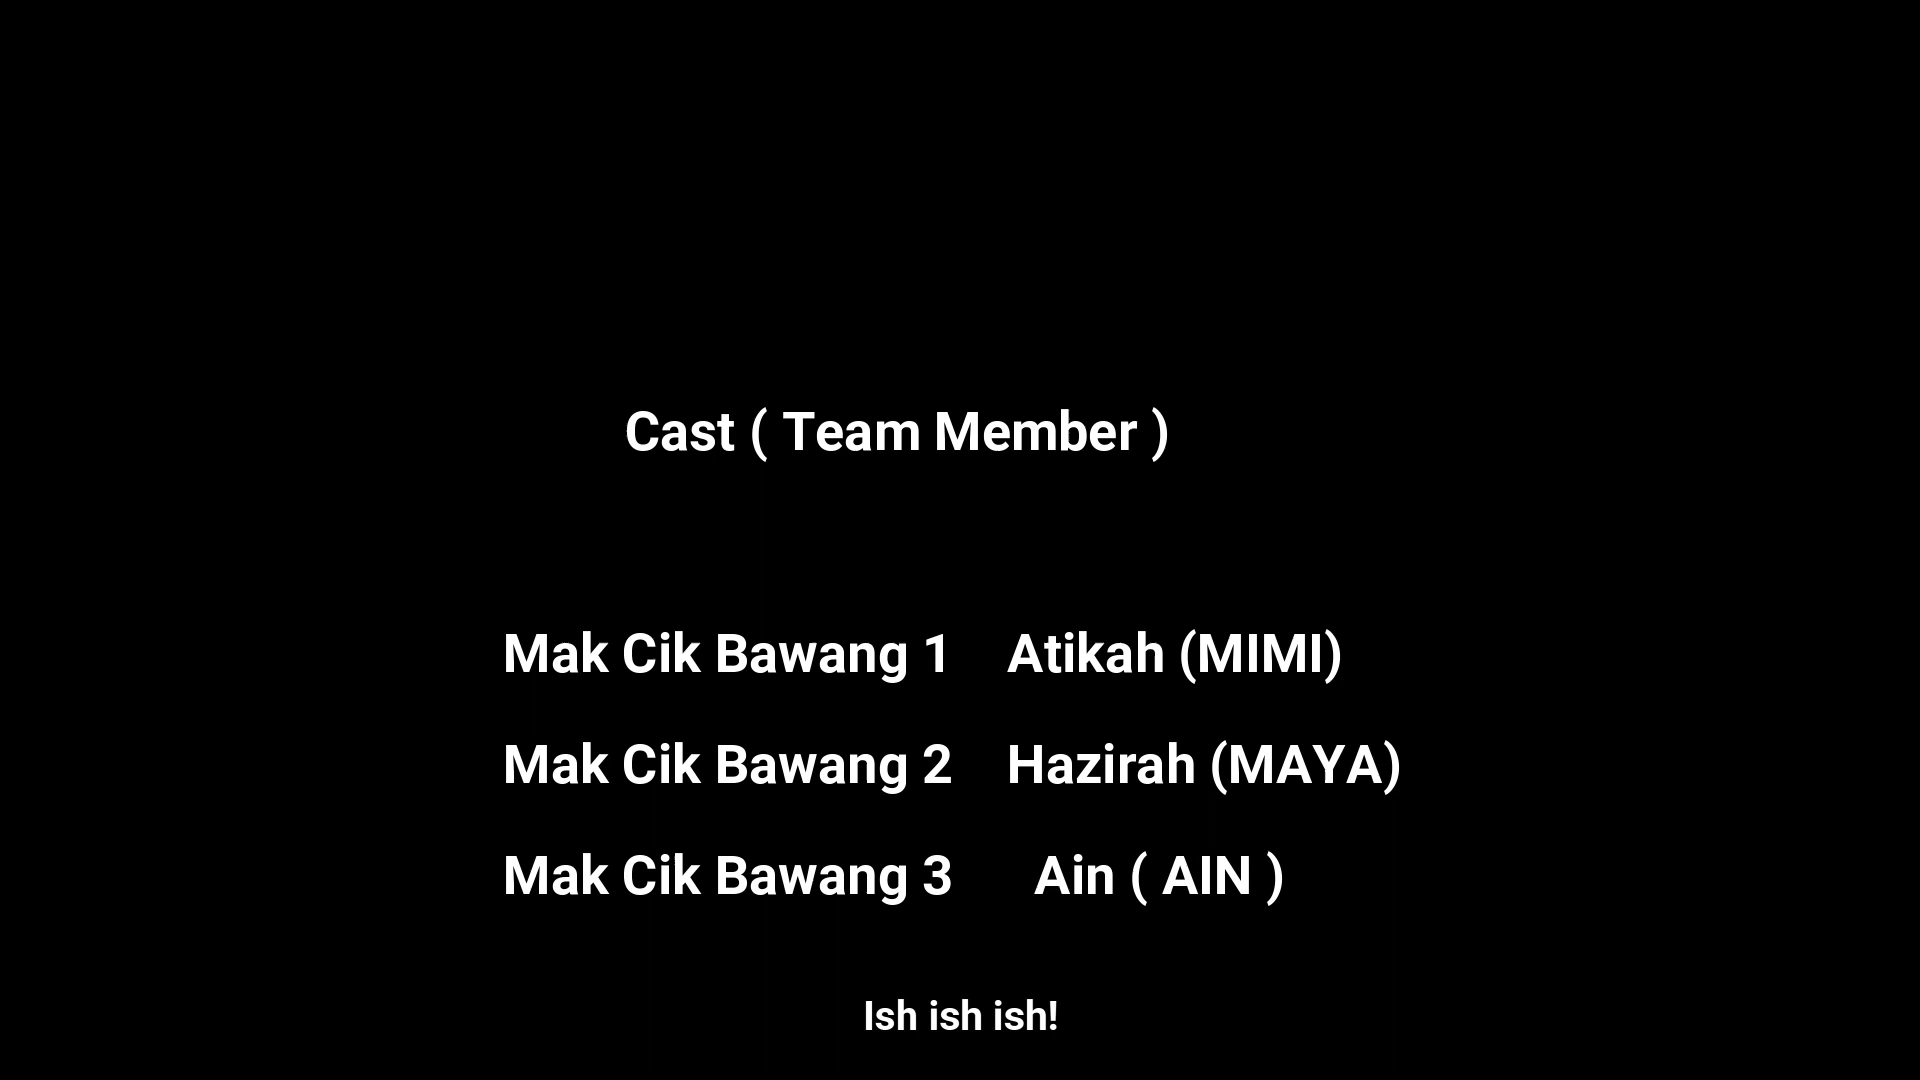 Cast ( Team Member )
Mak Cik Bawang 1 Atikah (MIMI)
Mak Cik Bawang 2 Hazirah (MAYA)
Mak Cik Bawang 3 Ain ( AIN )
Ish ish ish!